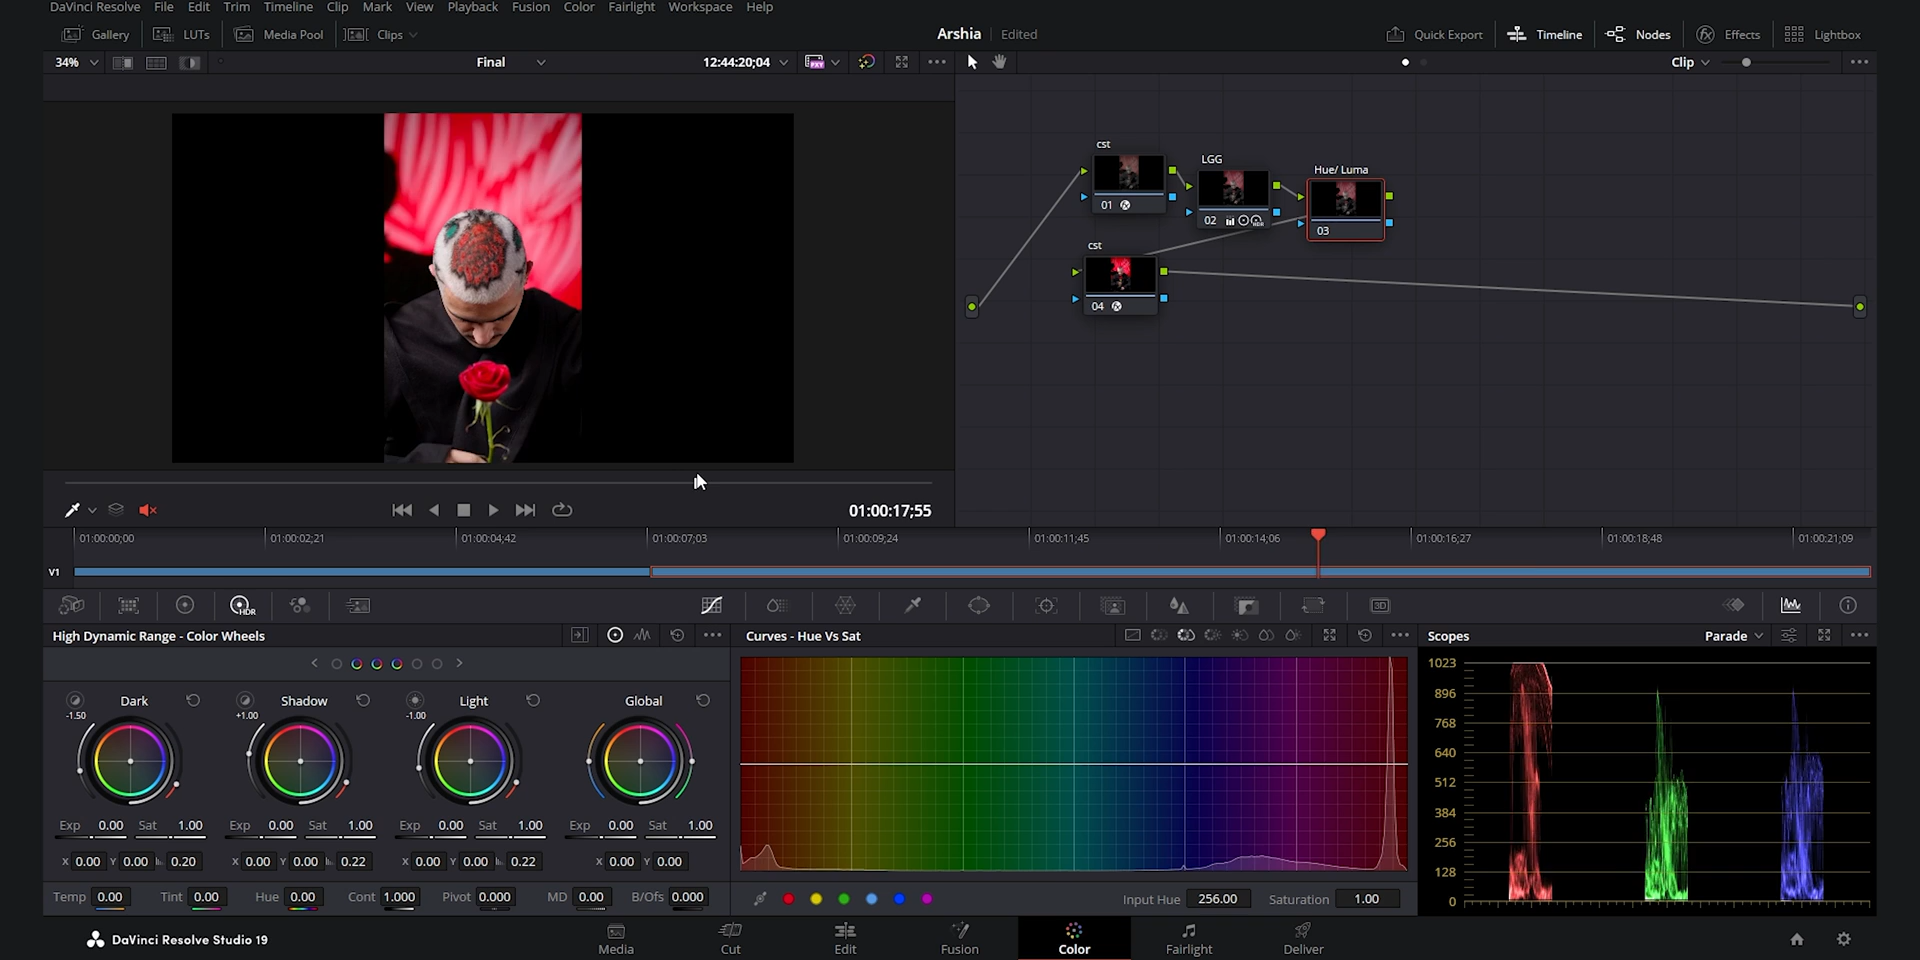 DaVinci Resolve File Edit Trim Timeline Clip Mark View Playback Fusion Color Fairlight Workspace Help
Gallery LUTs Media Pool Clips Arshia Edited Quick Export Timeline Nodes Effects Lightbox
34% Final 12:44:20;04 Clip
cst
LGG
Hue/ Luma
01
02
03
cst
04
01:00:17;55
01:00:00;00 01:00:02;21 01:00:04;42 01:00:07;03 01:00:09;24 01:00:11;45 01:00:14;06 01:00:16;27 01:00:18;48 01:00:21;09
V1
HDR 3D
High Dynamic Range - Color Wheels Curves - Hue Vs Sat Scopes Parade
Dark Shadow Light Global
-1.50 +1.00 -1.00
Exp 0.00 Sat 1.00 Exp 0.00 Sat 1.00 Exp 0.00 Sat 1.00 Exp 0.00 Sat 1.00
X 0.00 Y 0.00 0.20 X 0.00 Y 0.00 0.22 X 0.00 Y 0.00 0.22 X 0.00 Y 0.00
Temp 0.00 Tint 0.00 Hue 0.00 Cont 1.000 Pivot 0.000 MD 0.00 B/Ofs 0.000
Input Hue 256.00 Saturation 1.00
1023
896
768
640
512
384
256
128
0
DaVinci Resolve Studio 19 Media Cut Edit Fusion Color Fairlight Deliver